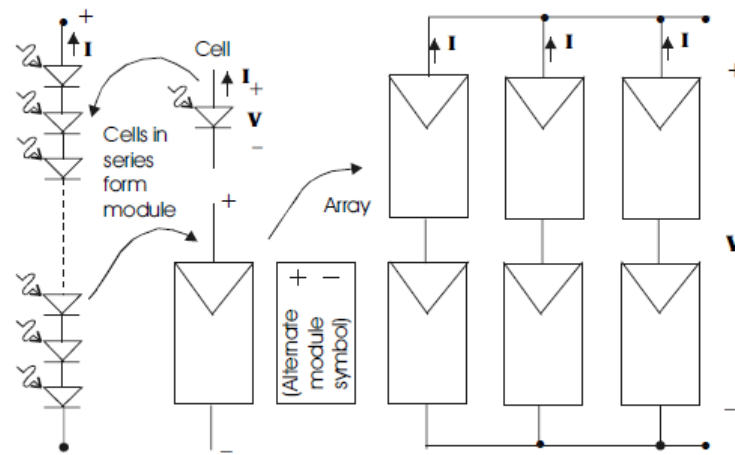 +
I
Cell
I
+
V
−
Cells in
series
form
module
+
−
+ −
(Alternate
module
symbol)
Array
I
I
I
+
V
−